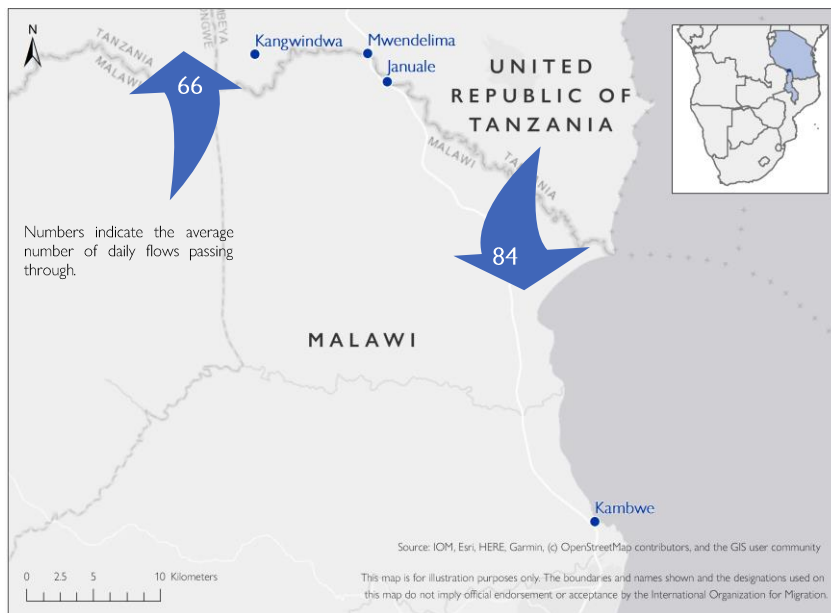 N
TANZANIA
MALAWI
MBEYA
ONGWE
Kangwindwa
Mwendelima
Januale
UNITED
REPUBLIC OF
TANZANIA
66
MALAWI
TANZANIA
84
Numbers indicate the average
number of daily flows passing
through.
MALAWI
Kambwe
Source: IOM, Esri, HERE, Garmin, (c) OpenStreetMap contributors, and the GIS user community
0 2.5 5 10 Kilometers
This map is for illustration purposes only. The boundaries and names shown and the designations used on
this map do not imply official endorsement or acceptance by the International Organization for Migration.